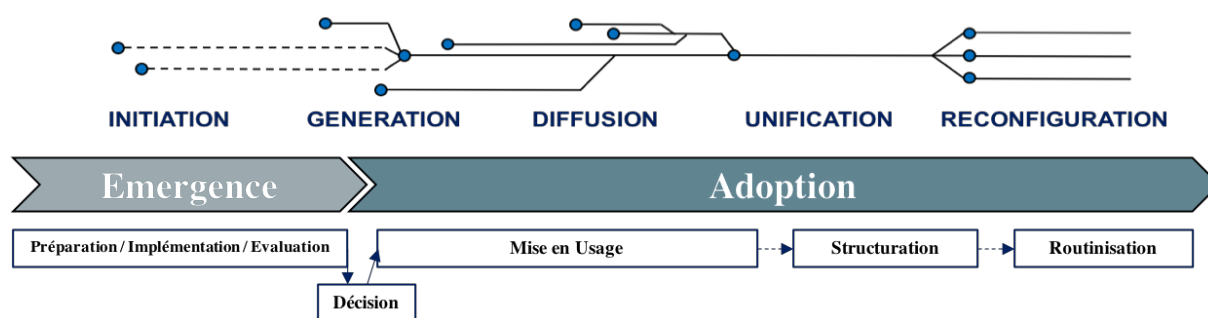 INITIATION GENERATION DIFFUSION UNIFICATION RECONFIGURATION
Emergence Adoption
Préparation / Implémentation / Evaluation Mise en Usage Structuration Routinisation
Décision